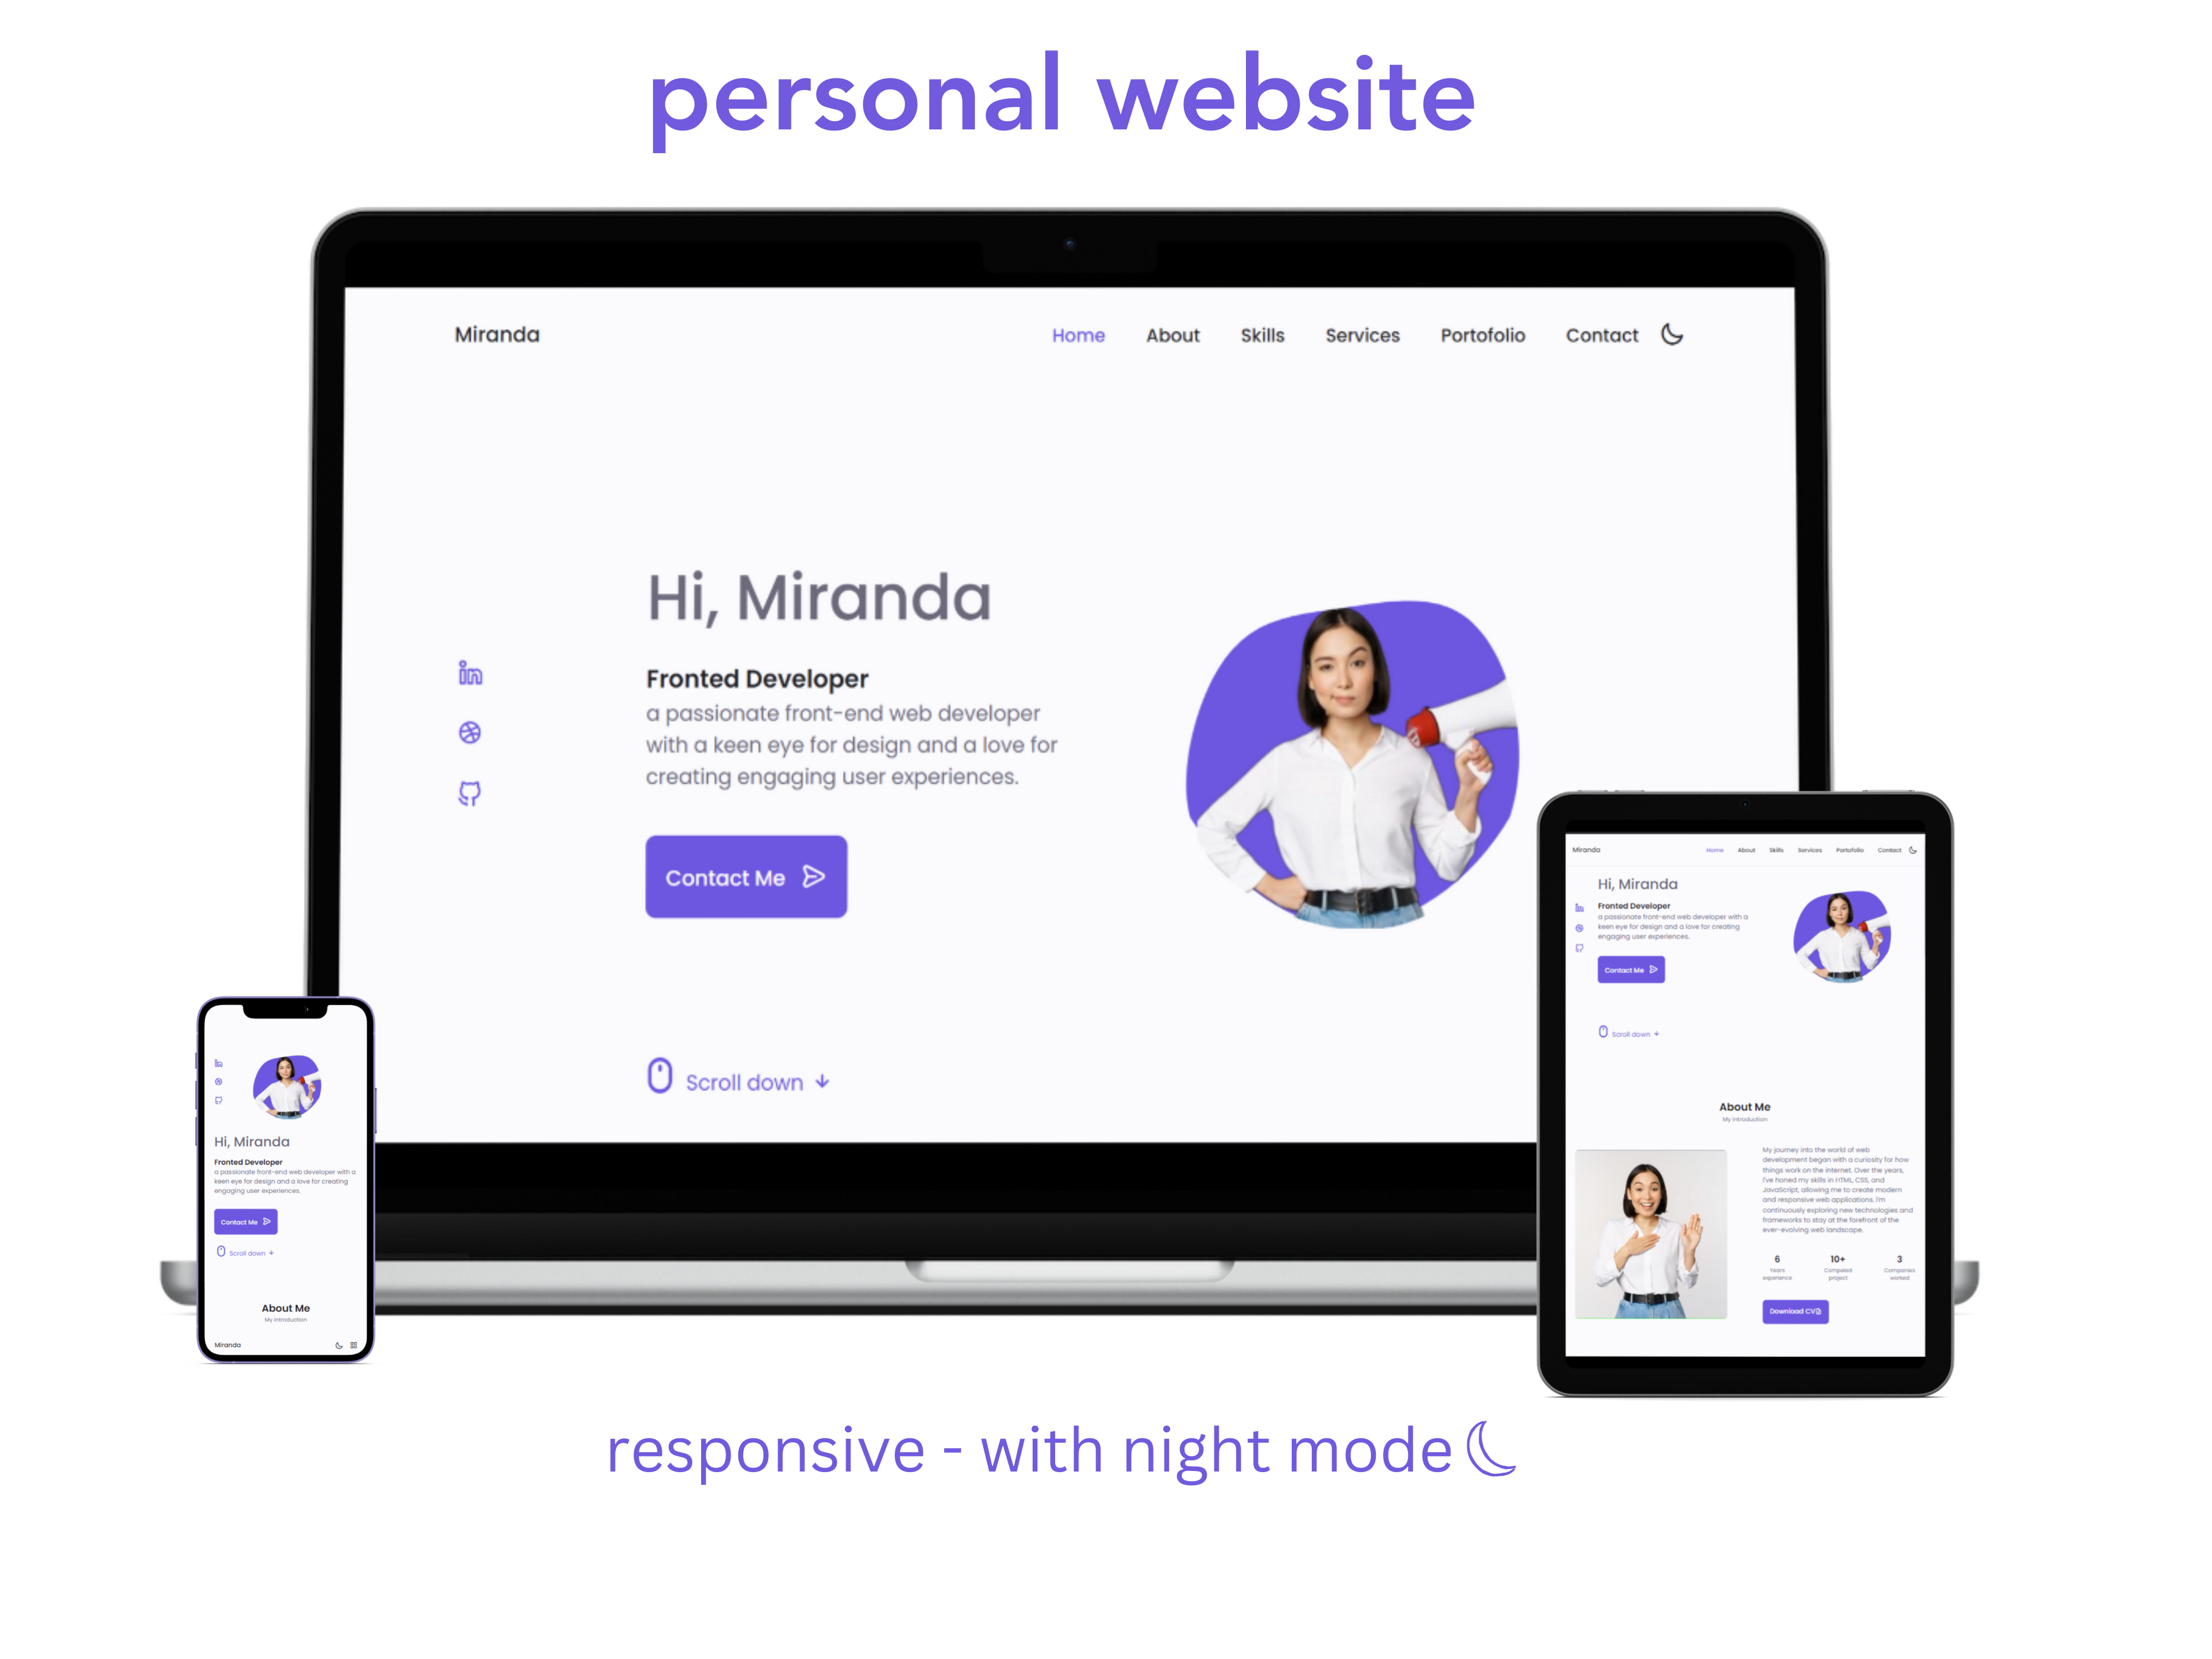 personal website
Miranda
Home About Skills Services Portofolio Contact
Hi, Miranda
Fronted Developer
a passionate front-end web developer
with a keen eye for design and a love for
creating engaging user experiences.
Contact Me
Scroll down
Miranda
Home About Skills Services Portofolio Contact
Hi, Miranda
Fronted Developer
a passionate front-end web developer with a
keen eye for design and a love for creating
engaging user experiences.
Contact Me
Scroll down
About Me
My introduction
My journey into the world of web
development began with a curiosity for how
things work on the internet. Over the years,
I've honed my skills in HTML, CSS, and
JavaScript, allowing me to create modern
and responsive web applications. I'm
continuously exploring new technologies and
frameworks to stay at the forefront of the
ever-evolving web landscape.
6 10+ 3
Years Compaled Companies
experience project worked
Download CV
Hi, Miranda
Fronted Developer
a passionate front-end web developer with a
keen eye for design and a love for creating
engaging user experiences.
Contact Me
Scroll down
About Me
My introduction
Miranda
responsive - with night mode